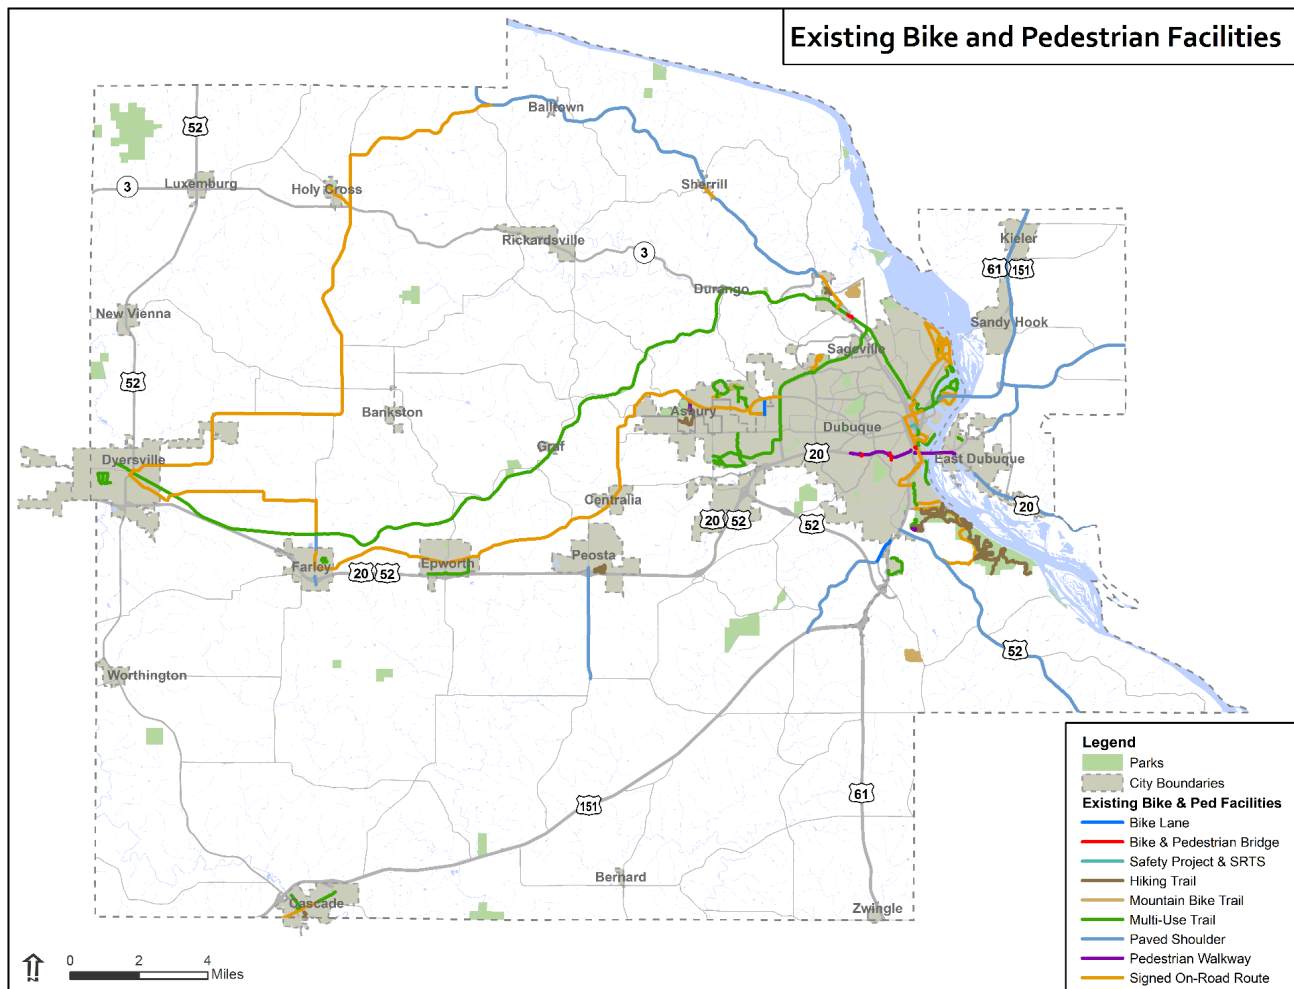 Existing Bike and Pedestrian Facilities
Balltown
52
Luxemburg
3
Holy Cross
Sherrill
Rickardsville
3
Kieler
61 151
Durango
New Vienna
Sandy Hook
Sageville
52
Bankston
Asbury
Dubuque
Graf
20
East Dubuque
Dyersville
Centralia
20 52
52
20
Peosta
Epworth
Farley
20 52
52
Worthington
61
151
Bernard
Cascade
Zwingle
Legend
Parks
City Boundaries
Existing Bike & Ped Facilities
Bike Lane
Bike & Pedestrian Bridge
Safety Project & SRTS
Hiking Trail
Mountain Bike Trail
Multi-Use Trail
Paved Shoulder
Pedestrian Walkway
Signed On-Road Route
N
0 2 4
Miles